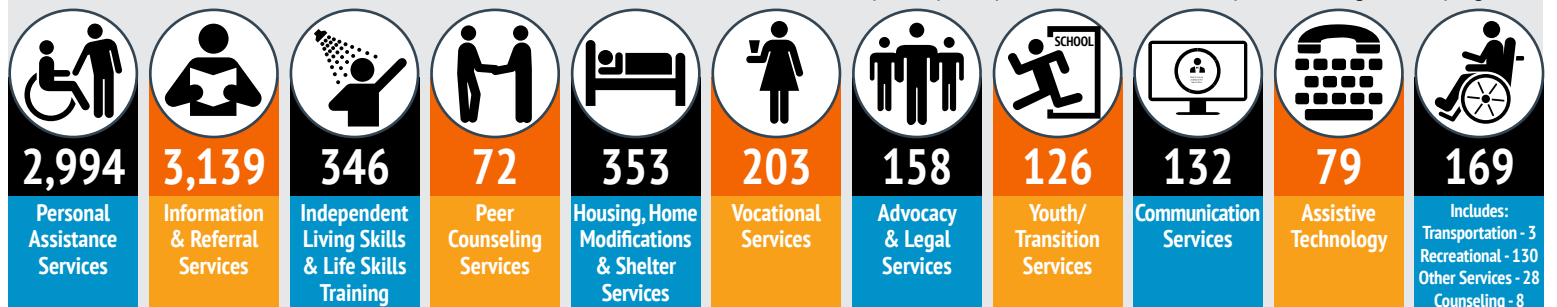 SCHOOL
2,994
Personal
Assistance
Services
3,139
Information
& Referral
Services
346
Independent
Living Skills
& Life Skills
Training
72
Peer
Counseling
Services
353
Housing, Home
Modifications
& Shelter
Services
203
Vocational
Services
158
Advocacy
& Legal
Services
126
Youth/
Transition
Services
132
Communication
Services
79
Assistive
Technology
169
Includes:
Transportation - 3
Recreational - 130
Other Services - 28
Counseling - 8